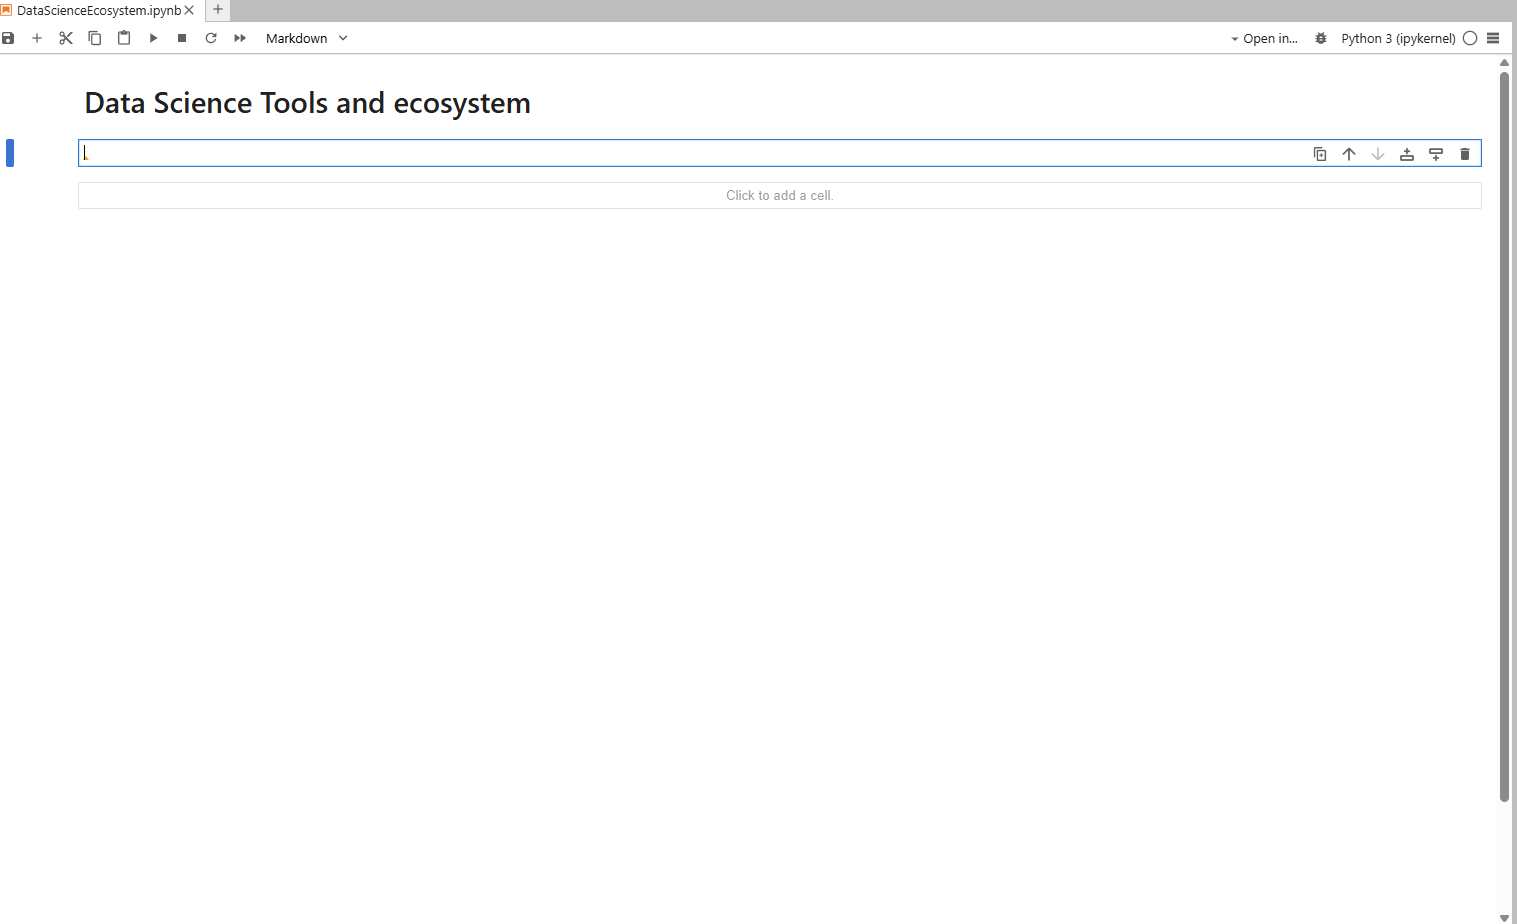 DataScienceEcosystem.ipynb
Markdown
Open in...
Python 3 (ipykernel)
Data Science Tools and ecosystem
Click to add a cell.